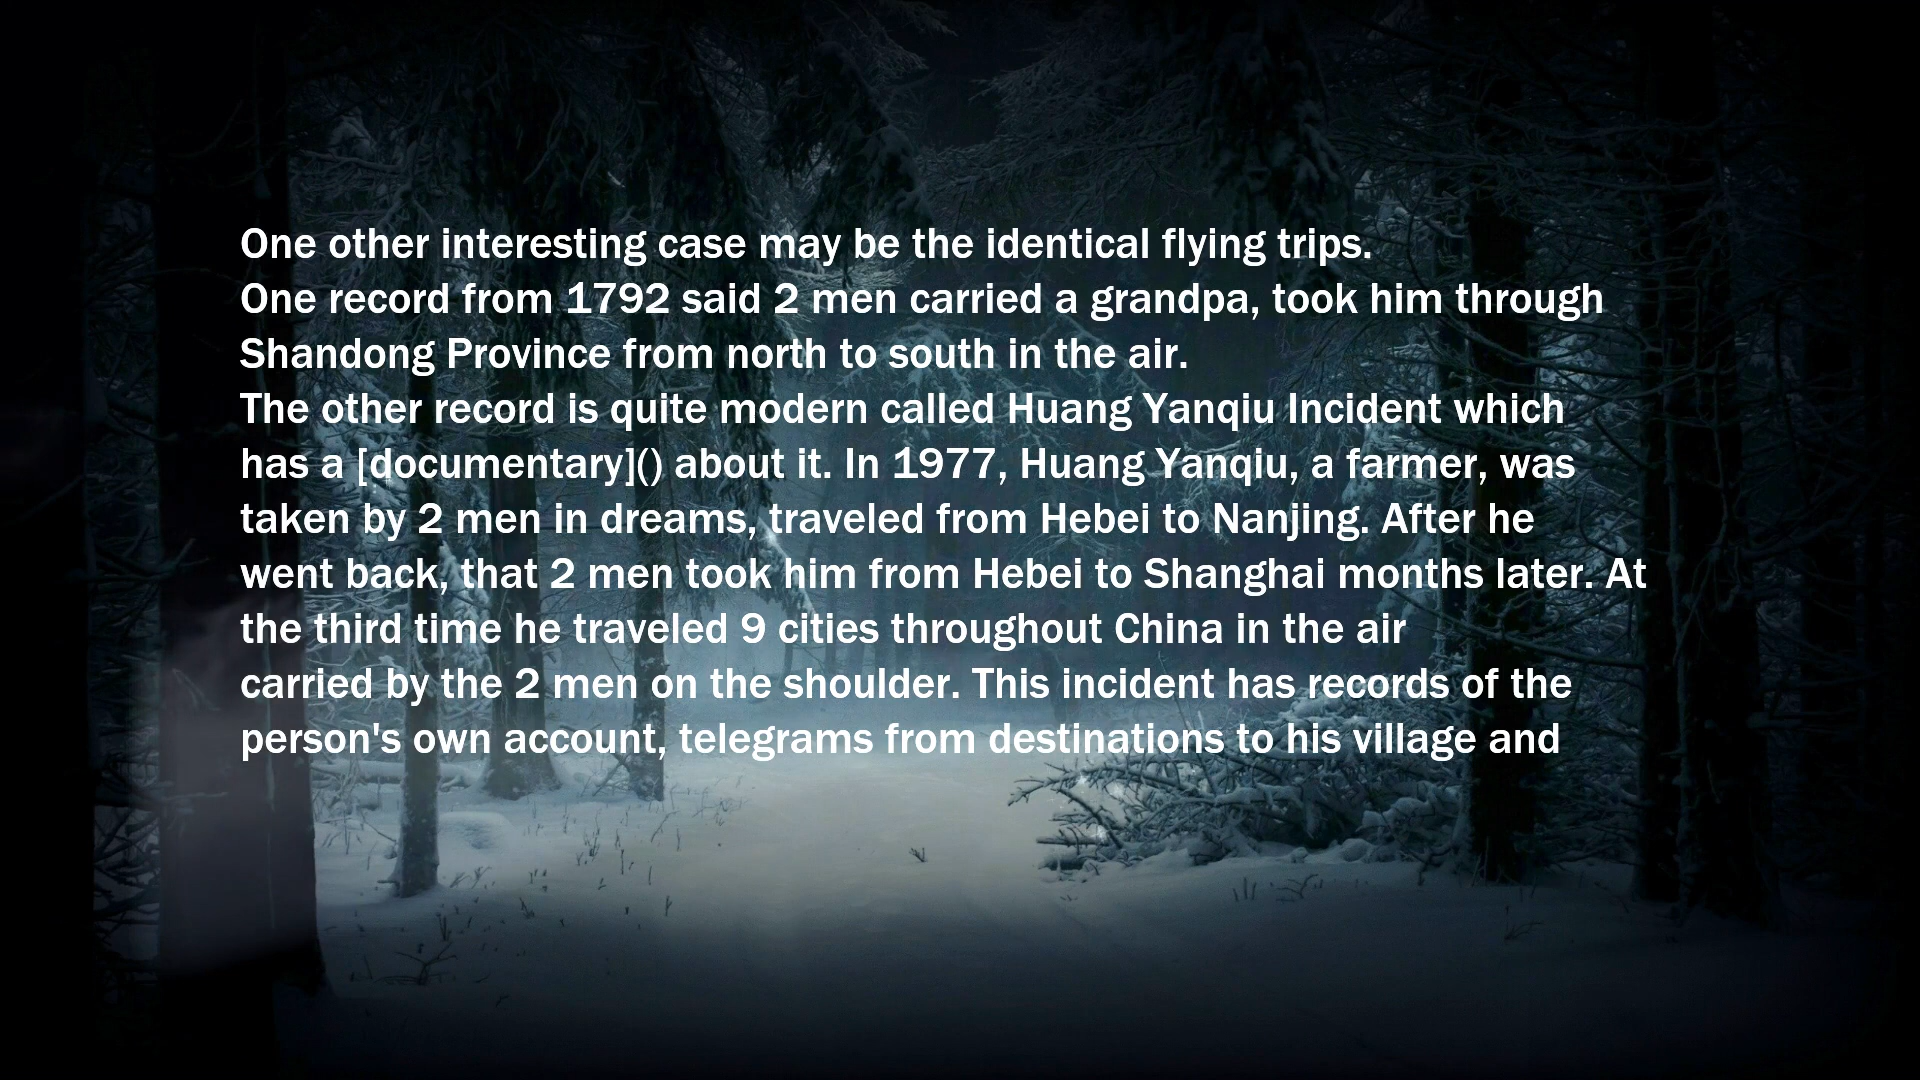 One other interesting case may be the identical flying trips.
One record from 1792 said 2 men carried a grandpa, took him through
Shandong Province from north to south in the air.
The other record is quite modern called Huang Yanqiu Incident which
has a [documentary]() about it. In 1977, Huang Yanqiu, a farmer, was
taken by 2 men in dreams, traveled from Hebei to Nanjing. After he
went back, that 2 men took him from Hebei to Shanghai months later. At
the third time he traveled 9 cities throughout China in the air
carried by the 2 men on the shoulder. This incident has records of the
person's own account, telegrams from destinations to his village and